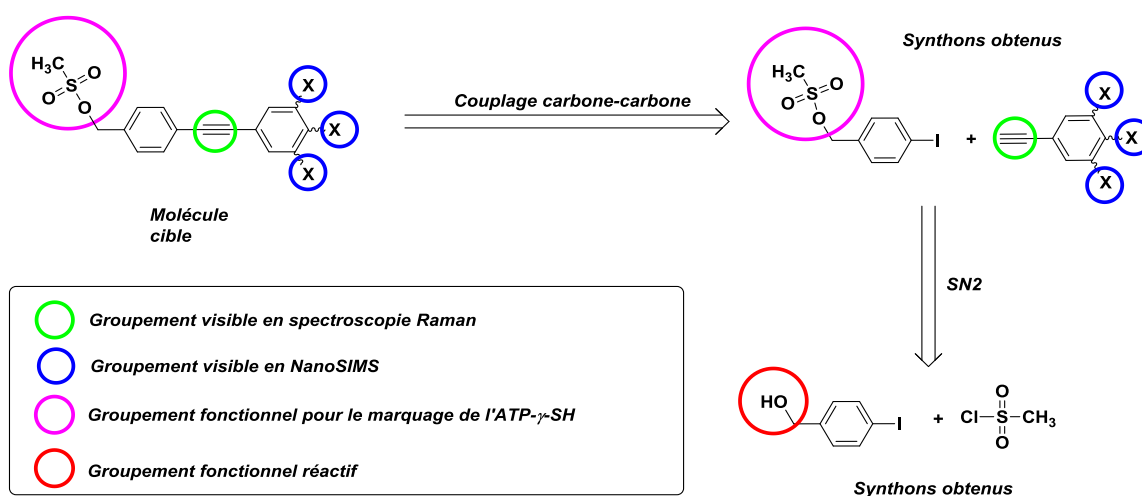 Synthons obtenus
H3C
O
S
O
O
X
X
X
Couplage carbone-carbone
H3C
O
S
O
O
I
+
X
X
X
Molécule
cible
SN2
Groupement visible en spectroscopie Raman
Groupement visible en NanoSIMS
Groupement fonctionnel pour le marquage de l'ATP-γ-SH
Groupement fonctionnel réactif
HO
I
+
O
Cl S CH3
O
Synthons obtenus